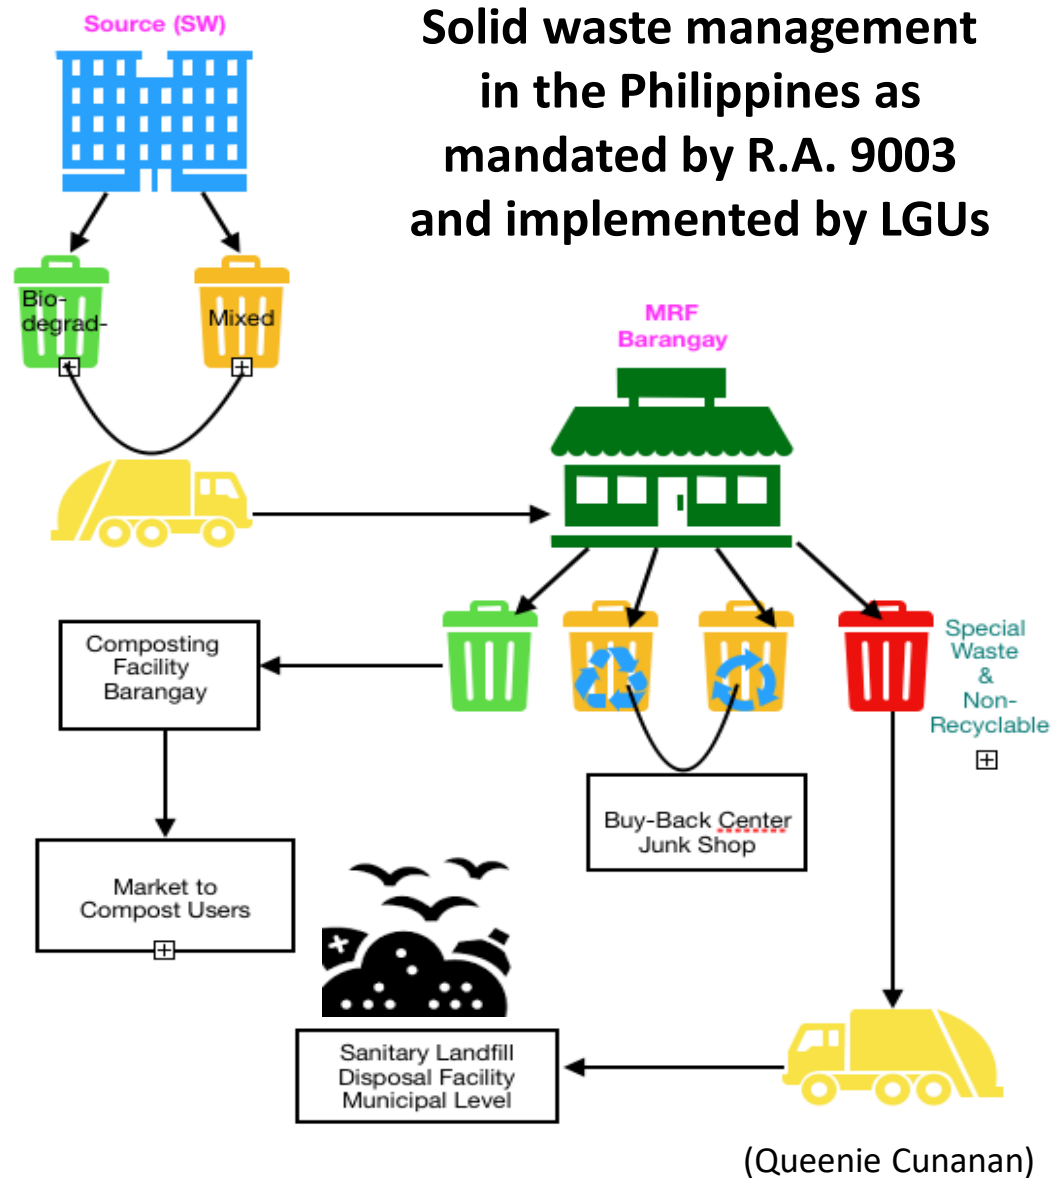 Source (SW)
Solid waste management
in the Philippines as
mandated by R.A. 9003
and implemented by LGUs
Bio-
degrad-
Mixed
MRF
Barangay
Special
Waste
&
Non-
Recyclable
Composting
Facility
Barangay
Buy-Back Center
Junk Shop
Market to
Compost Users
Sanitary Landfill
Disposal Facility
Municipal Level
(Queenie Cunanan)